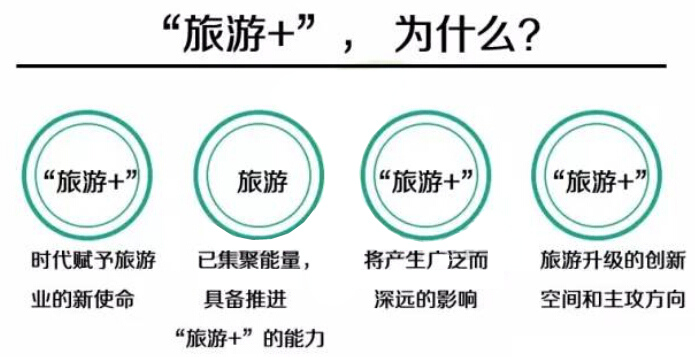 “旅游+”，为什么?
“旅游+”
旅游
“旅游+”
“旅游+”
时代赋予旅游
业的新使命
已集聚能量，
具备推进
“旅游+”的能力
将产生广泛而
深远的影响
旅游升级的创新
空间和主攻方向